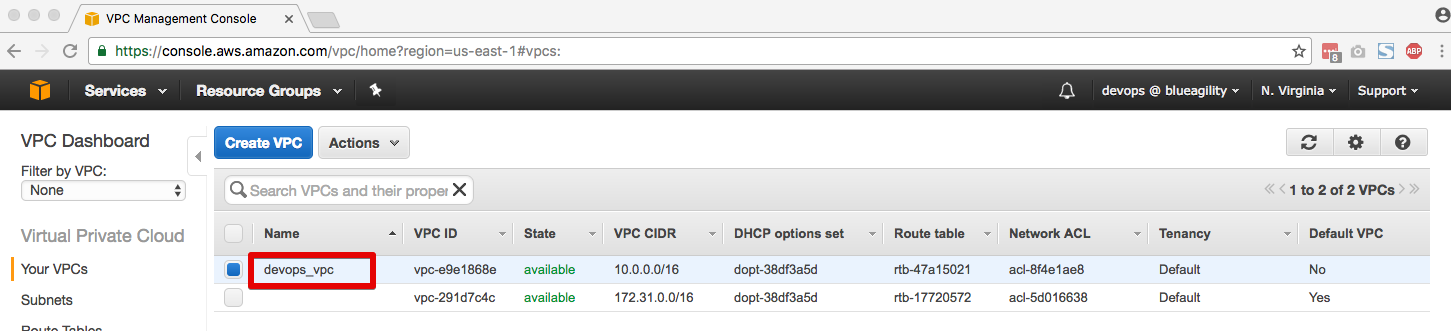 VPC Management Console
https://console.aws.amazon.com/vpc/home?region=us-east-1#vpcs:
8
ABP
Services
Resource Groups
devops @ blueagility
N. Virginia
Support
VPC Dashboard
Filter by VPC:
None
Virtual Private Cloud
Your VPCs
Subnets
Route Tables
Create VPC
Actions
Search VPCs and their proper
1 to 2 of 2 VPCs
Name VPC ID State VPC CIDR DHCP options set Route table Network ACL Tenancy Default VPC
devops_vpc vpc-e9e1868e available 10.0.0.0/16 dopt-38df3a5d rtb-47a15021 acl-8f4e1ae8 Default No
vpc-291d7c4c available 172.31.0.0/16 dopt-38df3a5d rtb-17720572 acl-5d016638 Default Yes